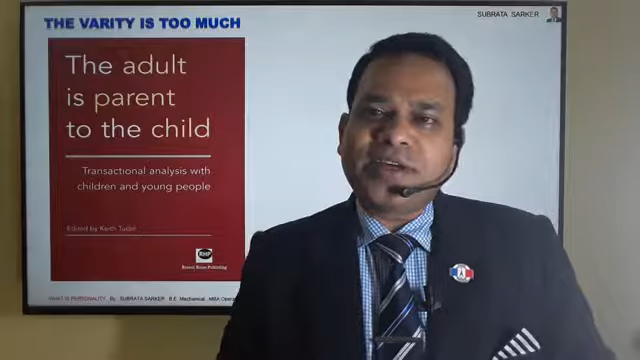 THE VARITY IS TOO MUCH
SUBRATA SARKER
The adult
is parent
to the child
Transactional analysis with
children and young people
Edited by Keith Tudor
RHP
Russell House Publishing
WHAT IS PERSONALITY By SUBRATA SARKER B.E Mechanical , MBA Opera